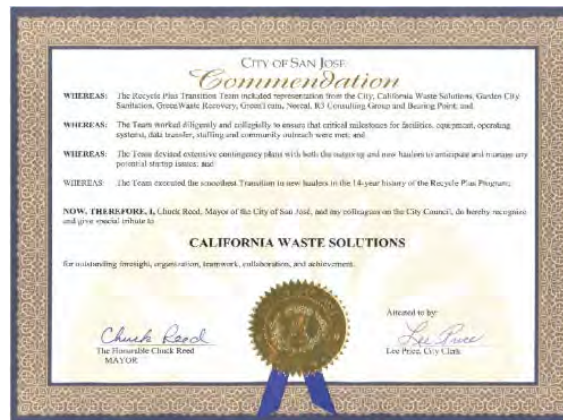 CITY OF SAN JOSE
Commendation
WHEREAS: The Recycle Plus Transition Team included representation from the City, California Waste Solutions, Garden City
Sanitation, GreenWaste Recovery, GreenTeam, Norcal, R3 Consulting Group and Bearing Point; and
WHEREAS: The Team worked diligently and collegially to ensure that critical milestones for facilities, equipment, operating
systems, data transfer, staffing and community outreach were met; and
WHEREAS: The Team devised extensive contingency plans with both the outgoing and new haulers to anticipate and manage any
potential startup issues; and
WHEREAS: The Team executed the smoothest Transition to new haulers in the 14-year history of the Recycle Plus Program;
NOW, THEREFORE, I, Chuck Reed, Mayor of the City of San José, and my colleagues on the City Council, do hereby recognize
and give special tribute to
CALIFORNIA WASTE SOLUTIONS
for outstanding foresight, organization, teamwork, collaboration, and achievement.
Attested to by:
Chuck Reed
Lee Price
The Honorable Chuck Reed
Lee Price, City Clerk
MAYOR